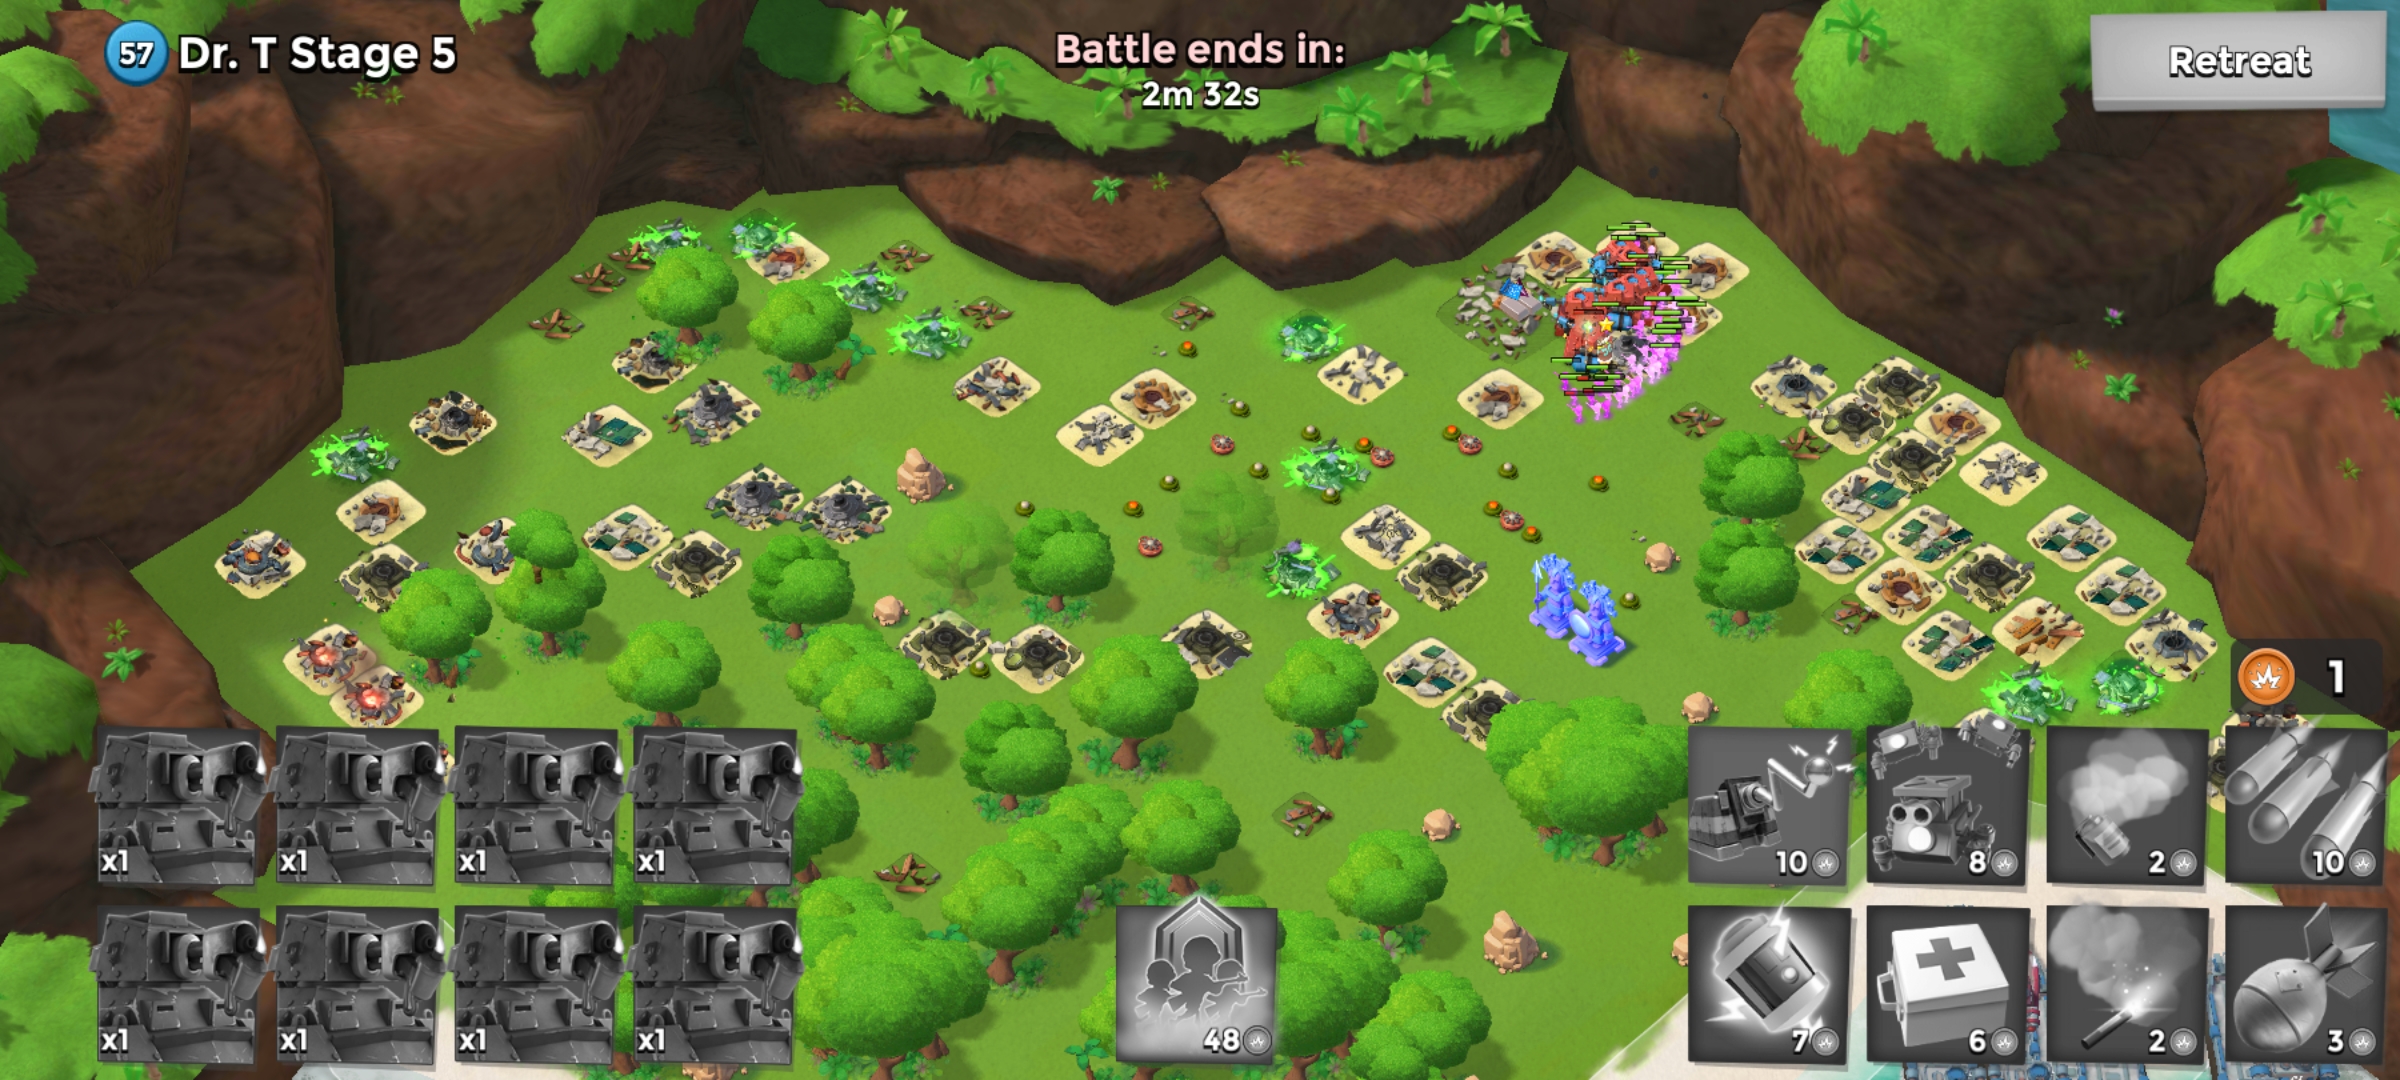 57 Dr. T Stage 5
Battle ends in:
2m 32s
Retreat
1
x1 x1 x1 x1
10 8 2 10
x1 x1 x1 x1
48
7 6 2 3